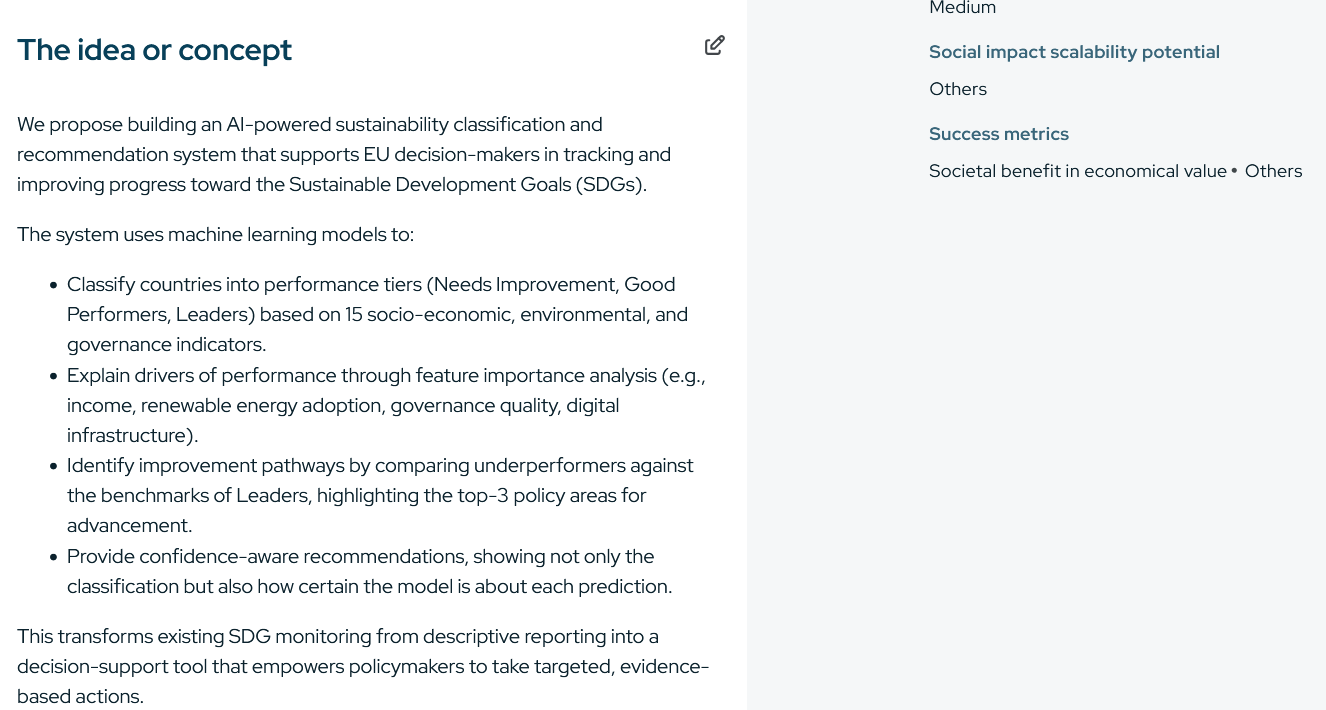 The idea or concept
We propose building an AI-powered sustainability classification and
recommendation system that supports EU decision-makers in tracking and
improving progress toward the Sustainable Development Goals (SDGs).
The system uses machine learning models to:
• Classify countries into performance tiers (Needs Improvement, Good
Performers, Leaders) based on 15 socio-economic, environmental, and
governance indicators.
• Explain drivers of performance through feature importance analysis (e.g.,
income, renewable energy adoption, governance quality, digital
infrastructure).
• Identify improvement pathways by comparing underperformers against
the benchmarks of Leaders, highlighting the top-3 policy areas for
advancement.
• Provide confidence-aware recommendations, showing not only the
classification but also how certain the model is about each prediction.
This transforms existing SDG monitoring from descriptive reporting into a
decision-support tool that empowers policymakers to take targeted, evidence-
based actions.
Medium
Social impact scalability potential
Others
Success metrics
Societal benefit in economical value • Others